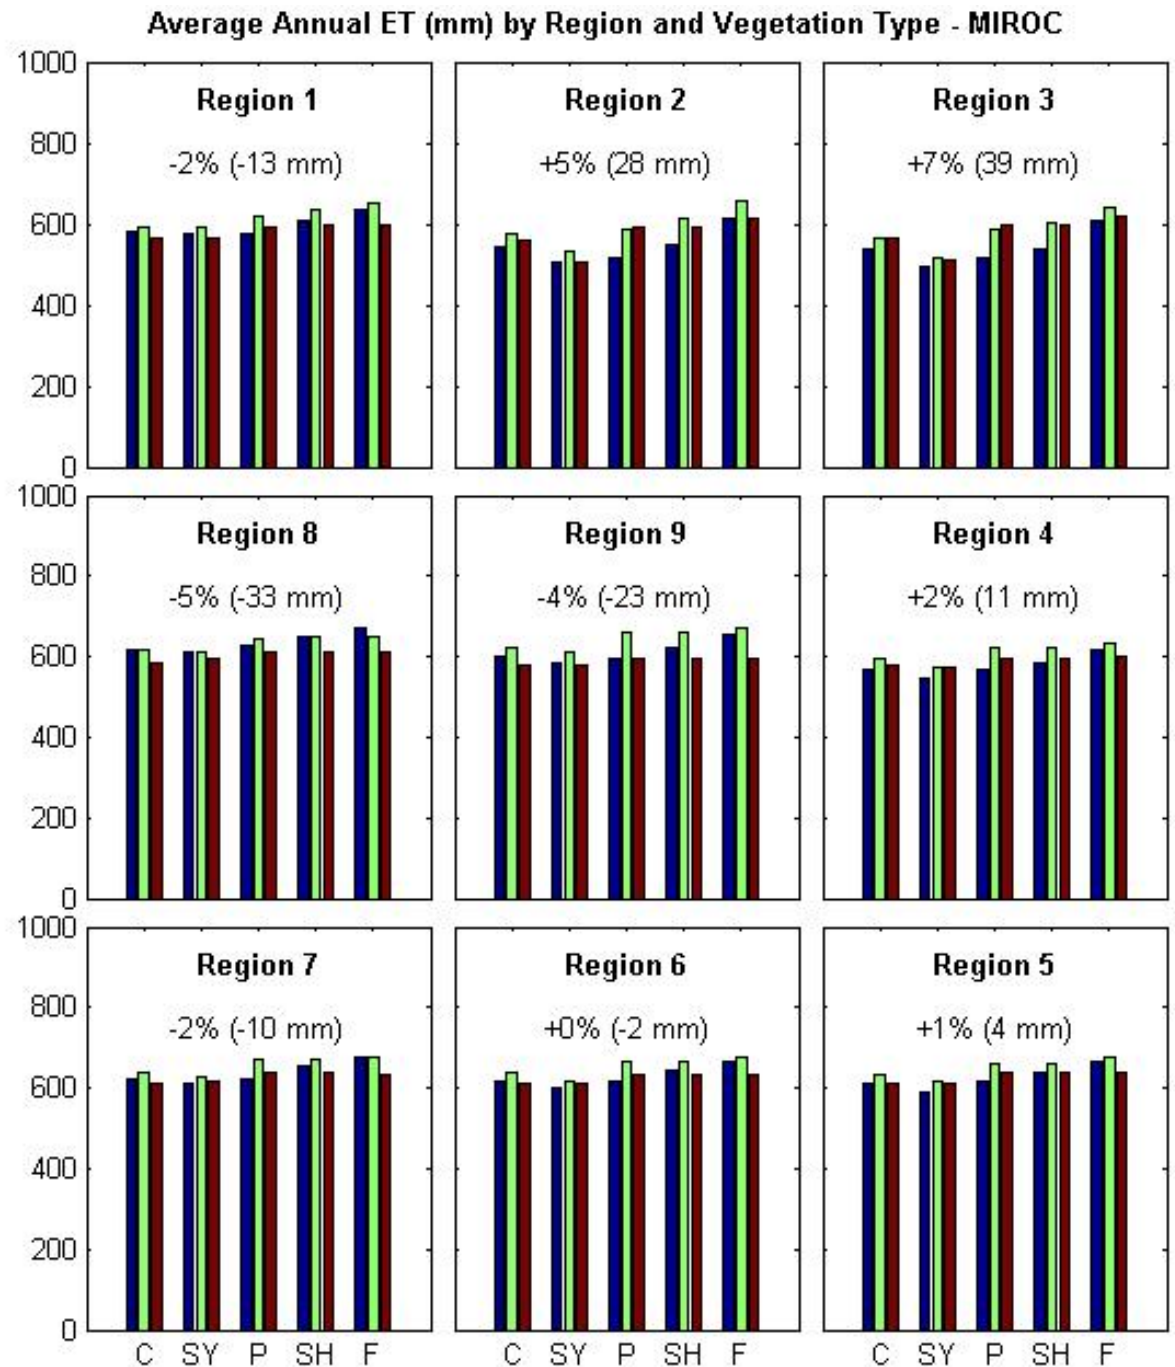 Average Annual ET (mm) by Region and Vegetation Type - MIROC
1000
800
600
400
200
0
Region 1
-2% (-13 mm)
Region 2
+5% (28 mm)
Region 3
+7% (39 mm)
1000
800
600
400
200
0
Region 8
-5% (-33 mm)
Region 9
-4% (-23 mm)
Region 4
+2% (11 mm)
1000
800
600
400
200
0
Region 7
-2% (-10 mm)
Region 6
+0% (-2 mm)
Region 5
+1% (4 mm)
C SY P SH F
C SY P SH F
C SY P SH F